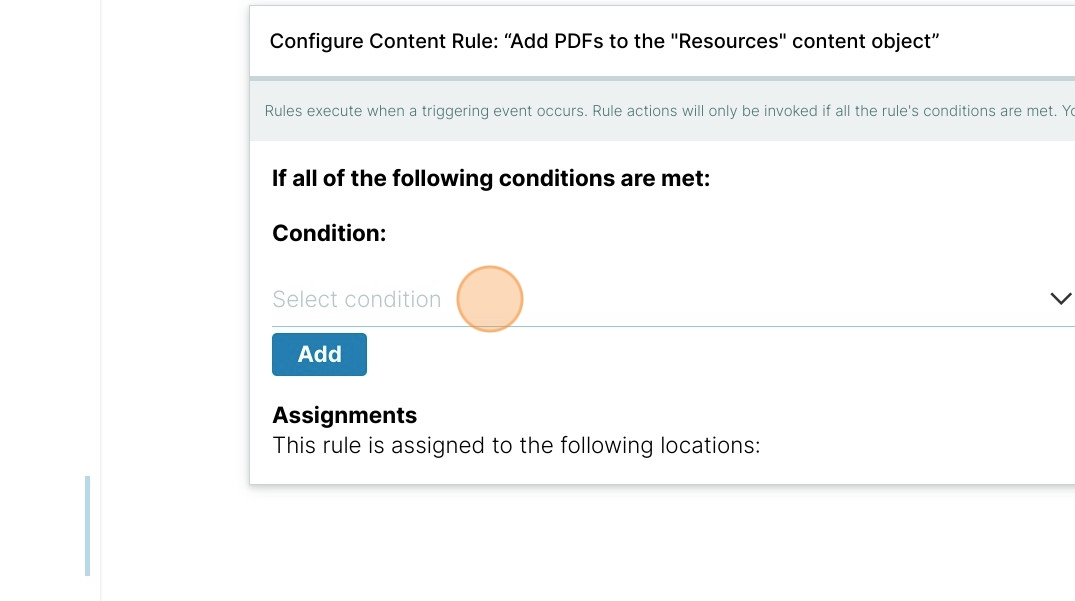 Configure Content Rule: “Add PDFs to the "Resources" content object”
Rules execute when a triggering event occurs. Rule actions will only be invoked if all the rule's conditions are met.
If all of the following conditions are met:
Condition:
Select condition
Add
Assignments
This rule is assigned to the following locations: